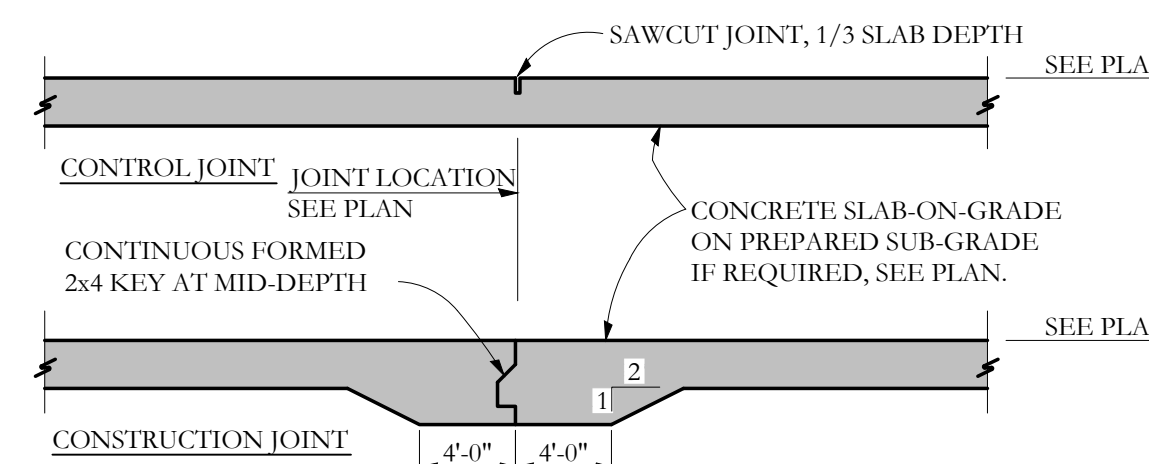 SAWCUT JOINT, 1/3 SLAB DEPTH
SEE PLA
CONTROL JOINT
JOINT LOCATION
SEE PLAN
CONCRETE SLAB-ON-GRADE
ON PREPARED SUB-GRADE
IF REQUIRED, SEE PLAN.
CONTINUOUS FORMED
2x4 KEY AT MID-DEPTH
SEE PLA
2
1
CONSTRUCTION JOINT
4'-0"
4'-0"